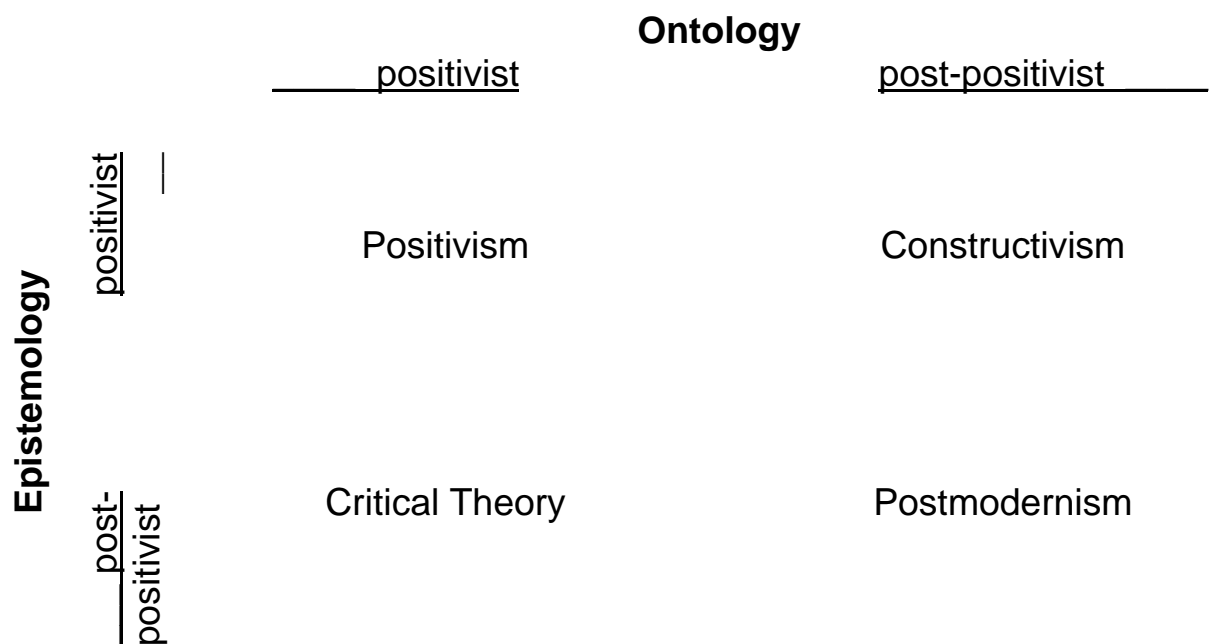 Ontology
positivist post-positivist
Epistemology
positivist
Positivism Constructivism
post-
positivist
Critical Theory Postmodernism